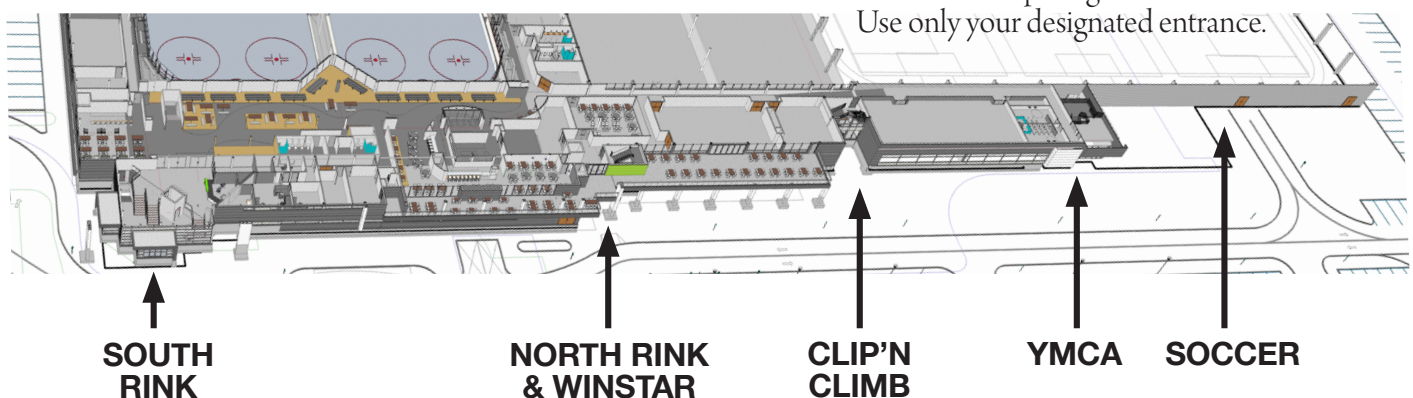 Use only your designated entrance.
SOUTH
RINK
NORTH RINK
& WINSTAR
CLIP’N
CLIMB
YMCA
SOCCER